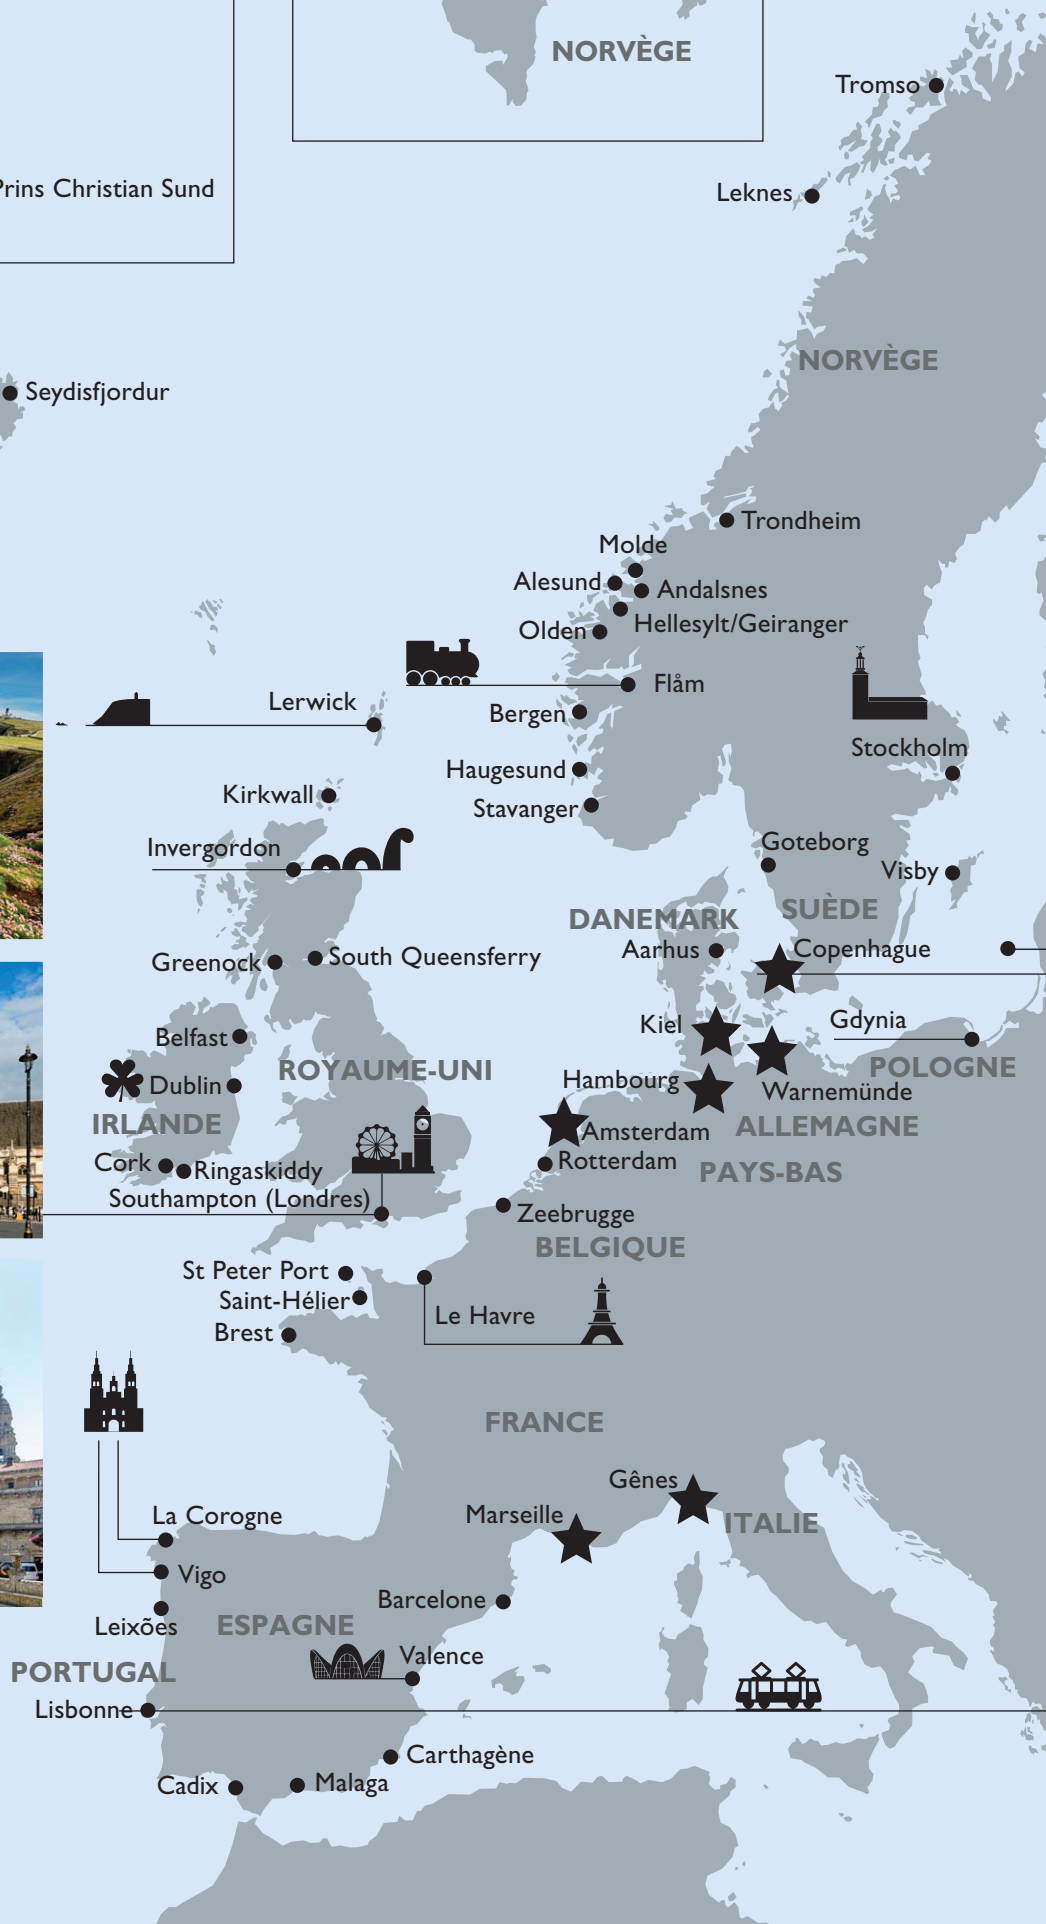 NORVÈGE
Tromso
Prins Christian Sund
Leknes
NORVÈGE
Seydisfjordur
Trondheim
Molde
Alesund
Andalsnes
Hellesylt/Geiranger
Olden
Flåm
Lerwick
Bergen
Stockholm
Haugesund
Kirkwall
Stavanger
Invergordon
Goteborg
Visby
SUÈDE
DANEMARK
Aarhus
Copenhague
Greenock
South Queensferry
Kiel
Gdynia
Belfast
ROYAUME-UNI
POLOGNE
Dublin
Hambourg
Warnemünde
IRLANDE
Amsterdam
ALLEMAGNE
Cork
Ringaskiddy
Rotterdam
PAYS-BAS
Southampton (Londres)
Zeebrugge
BELGIQUE
St Peter Port
Saint-Hélier
Le Havre
Brest
FRANCE
Gênes
Marseille
ITALIE
La Corogne
Vigo
Barcelone
Leixões
ESPAGNE
Valence
PORTUGAL
Lisbonne
Carthagène
Cadix
Malaga